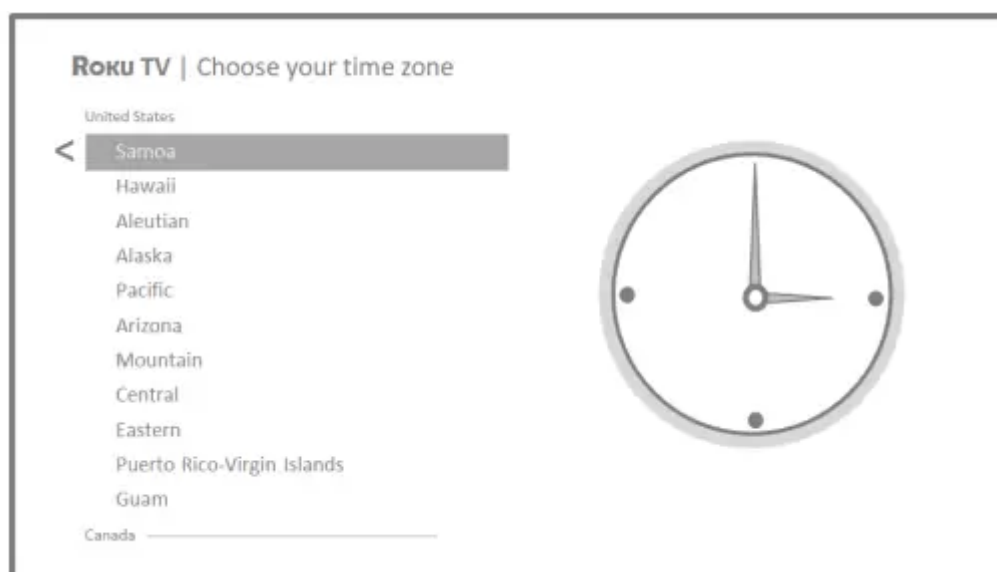 ROKU TV | Choose your time zone
United States
<
Samoa
Hawaii
Aleutian
Alaska
Pacific
Arizona
Mountain
Central
Eastern
Puerto Rico-Virgin Islands
Guam
Canada